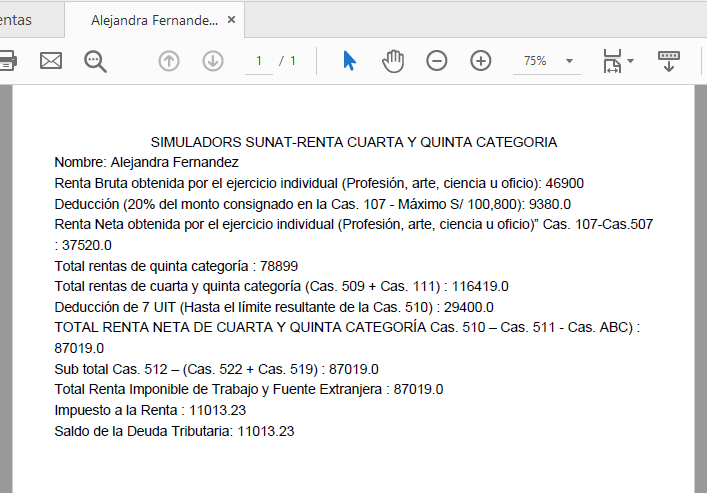 entas
Alejandra Fernande... ×
1 / 1
75%
SIMULADORS SUNAT-RENTA CUARTA Y QUINTA CATEGORIA
Nombre: Alejandra Fernandez
Renta Bruta obtenida por el ejercicio individual (Profesión, arte, ciencia u oficio): 46900
Deducción (20% del monto consignado en la Cas. 107 - Máximo S/ 100,800): 9380.0
Renta Neta obtenida por el ejercicio individual (Profesión, arte, ciencia u oficio)” Cas. 107-Cas.507
: 37520.0
Total rentas de quinta categoría : 78899
Total rentas de cuarta y quinta categoría (Cas. 509 + Cas. 111) : 116419.0
Deducción de 7 UIT (Hasta el límite resultante de la Cas. 510) : 29400.0
TOTAL RENTA NETA DE CUARTA Y QUINTA CATEGORÍA Cas. 510 – Cas. 511 - Cas. ABC) :
87019.0
Sub total Cas. 512 – (Cas. 522 + Cas. 519) : 87019.0
Total Renta Imponible de Trabajo y Fuente Extranjera : 87019.0
Impuesto a la Renta : 11013.23
Saldo de la Deuda Tributaria: 11013.23